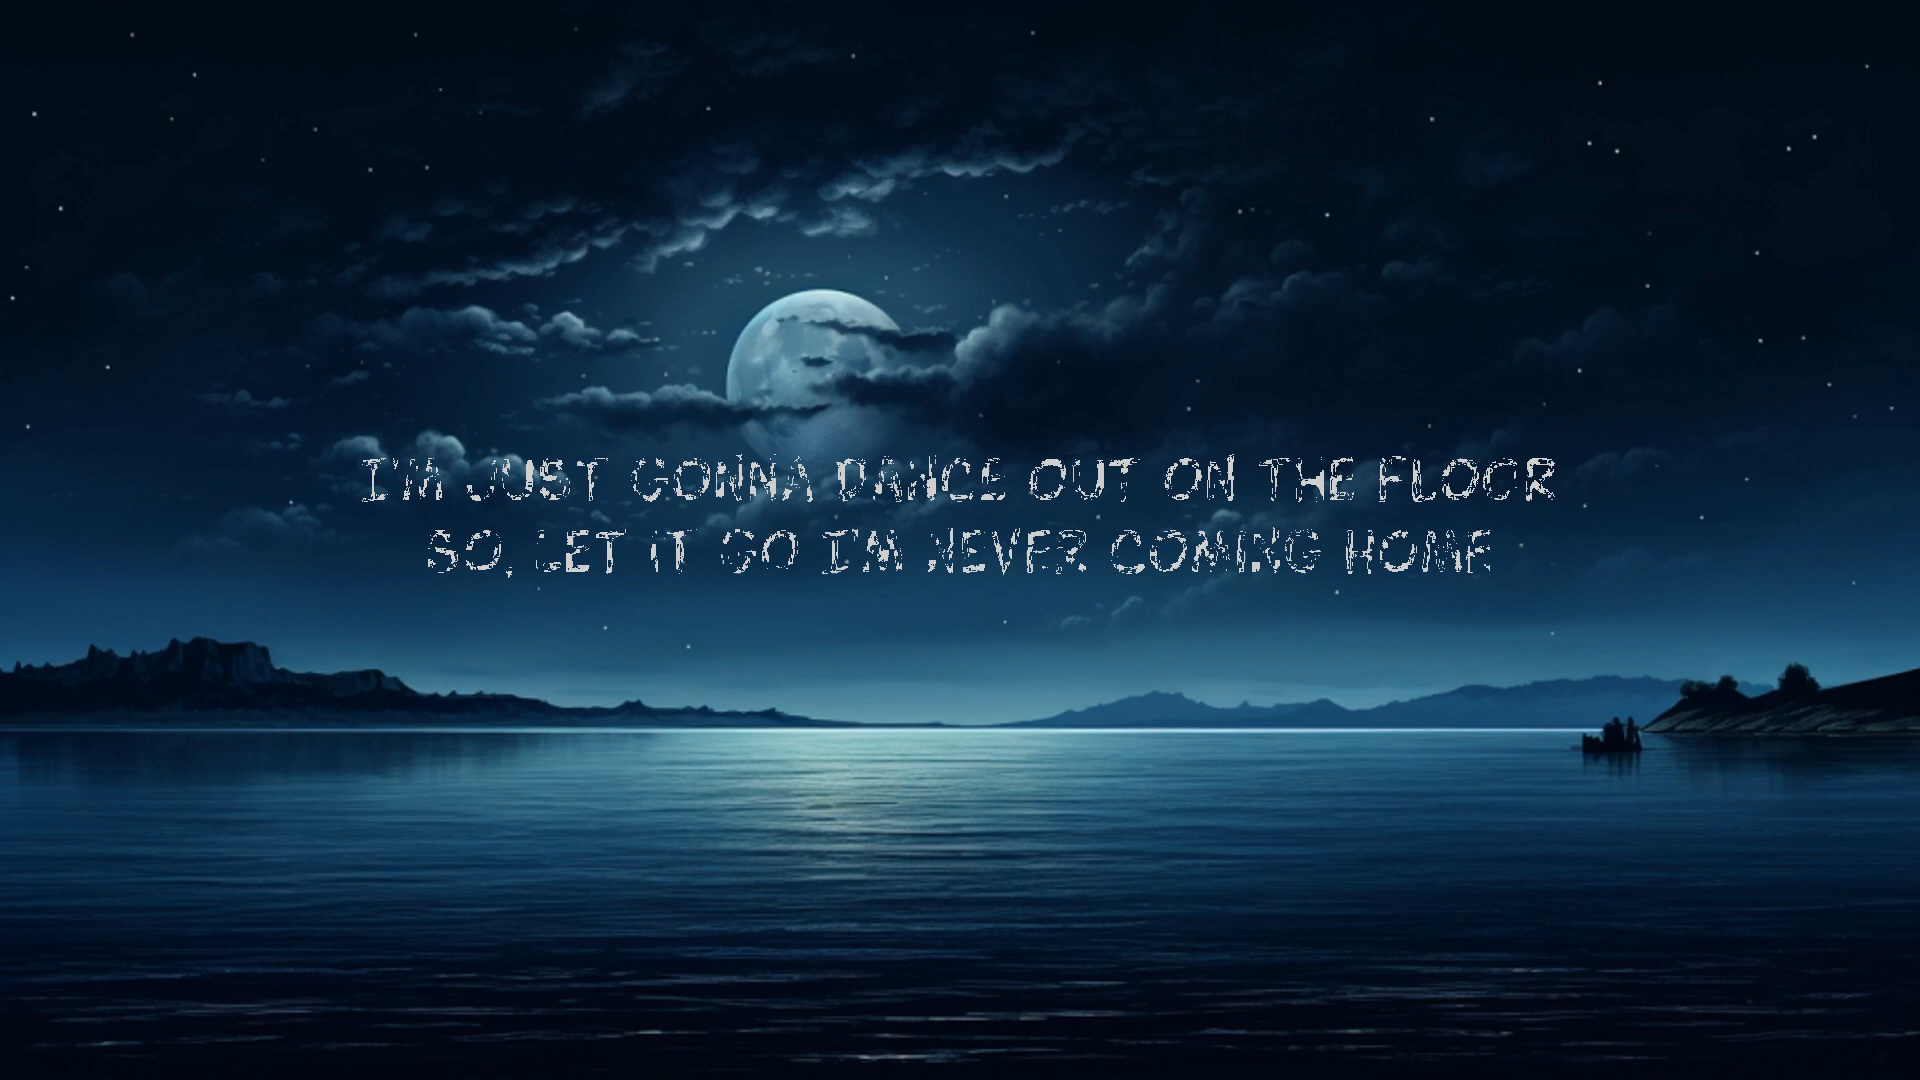 I'M JUST GONNA DANCE OUT ON THE FLOOR
SO, LET IT GO I'M NEVER COMING HOME